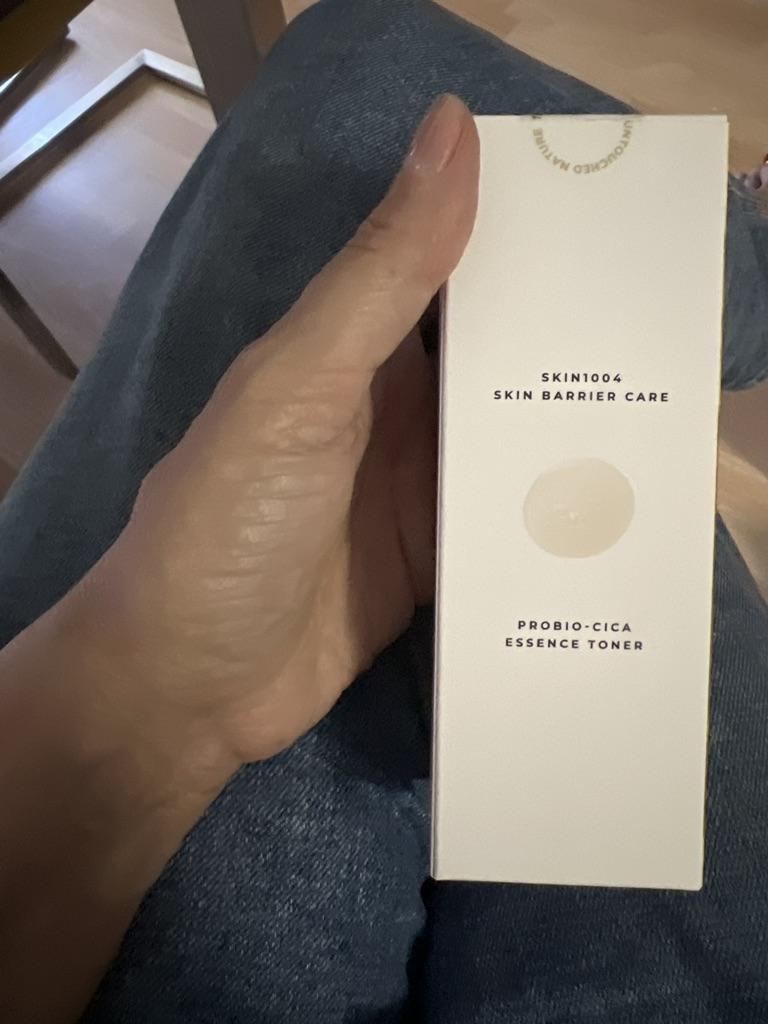 UNTOUCHED NATURE
SKIN1004
SKIN BARRIER CARE
PROBIO-CICA
ESSENCE TONER